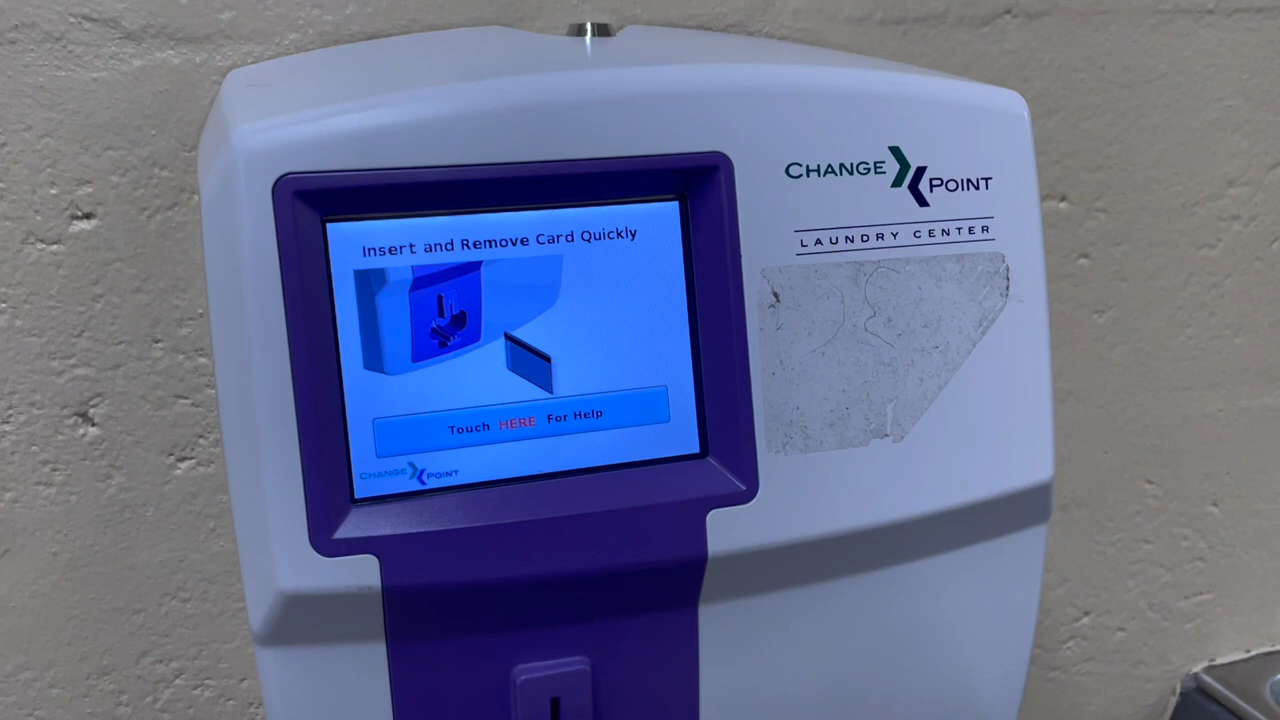 CHANGE POINT
LAUNDRY CENTER
Insert and Remove Card Quickly
Touch HERE For Help
CHANGE POINT